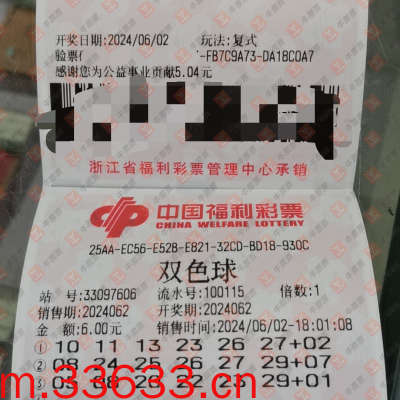 开奖日期:2024/06/02 玩法:复式
-FB7C9A73-DA18C0A7
感谢您为公益事业贡献5.04元
浙江省福利彩票管理中心承销
中国福利彩票
CHINA WELFARE LOTTERY
25AA-EC56-E52B-EB21-32CD-BD18-930C
双色球
站 号:33097606 流水号:100115 倍数:1
销售期:2024062 开奖期:2024062
金 额:6.00元 销售时间:2024/06/02-18:01:08
① 10 11 13 23 26 27+02
② 08 24 25 26 27 29+07
29+01
m.33633.cn